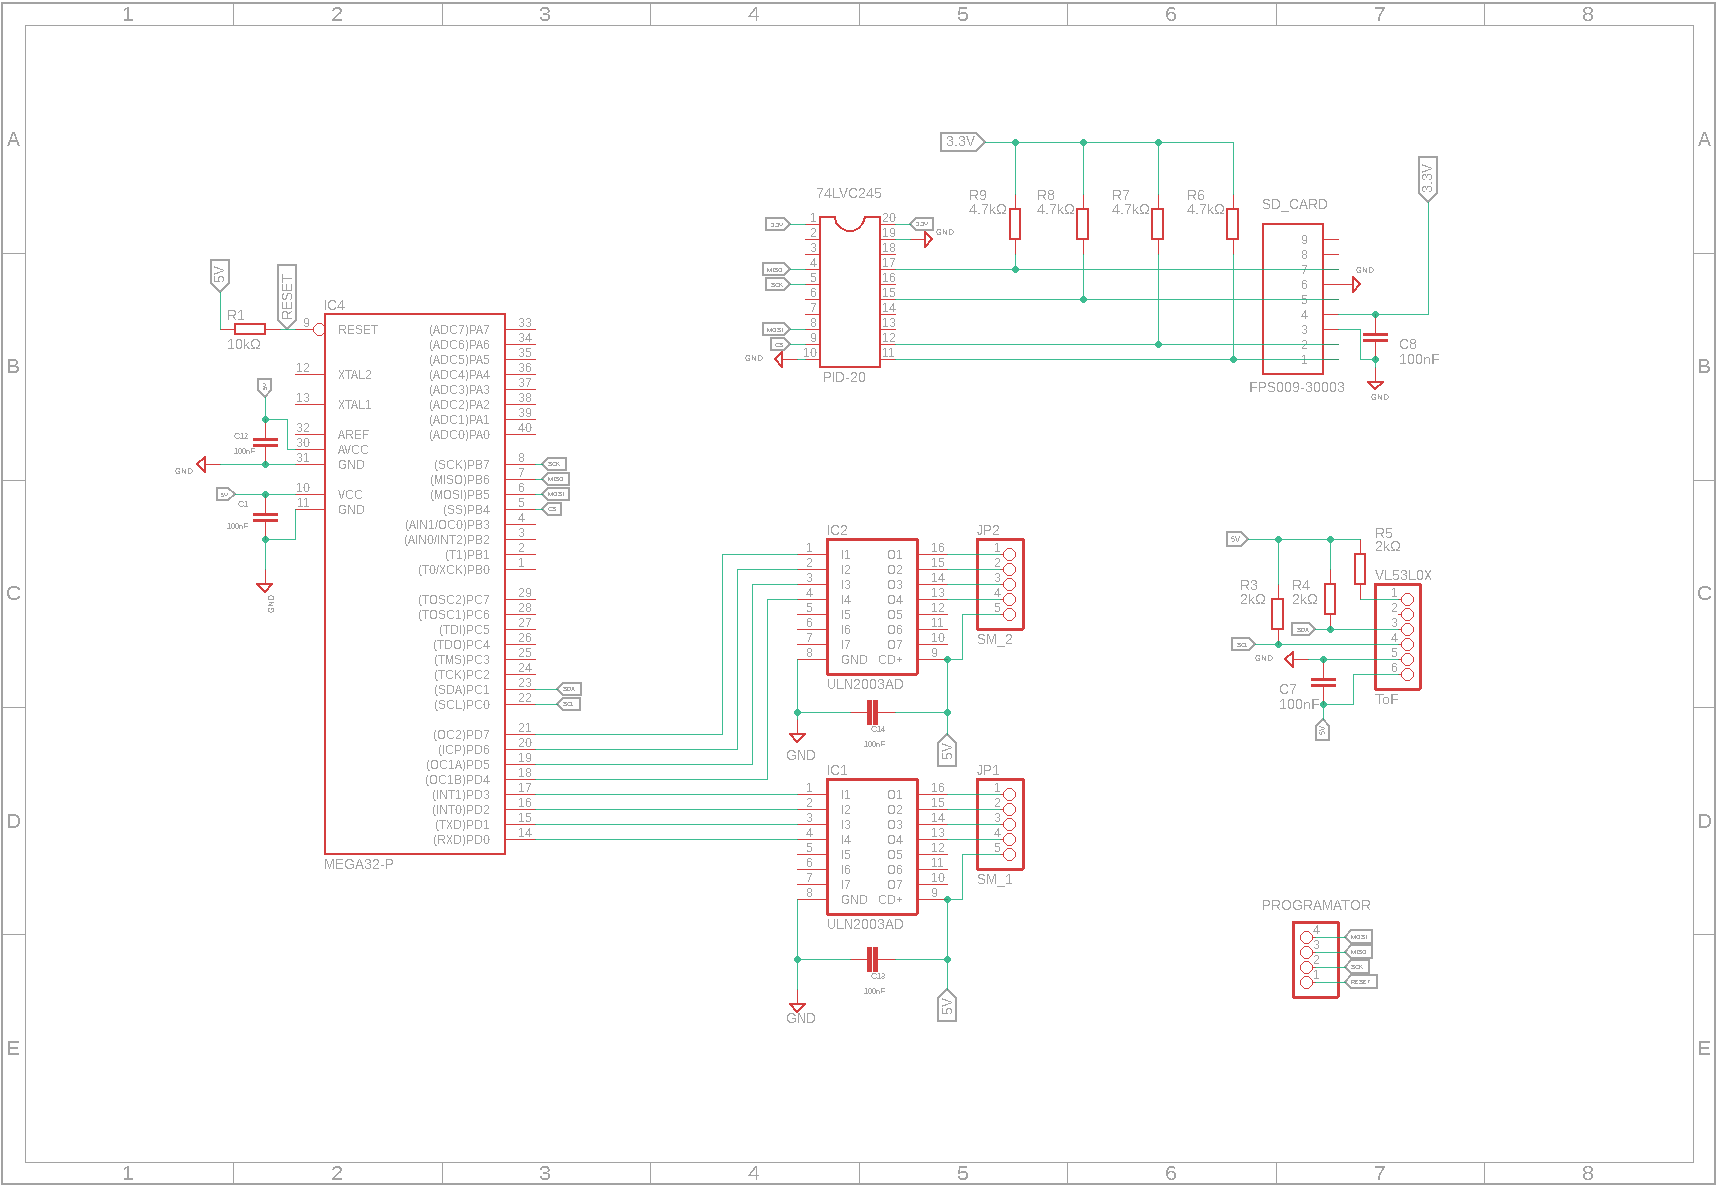 1 2 3 4 5 6 7 8
A A
B B
C C
D D
E E
1 2 3 4 5 6 7 8
5V
RESET
R1
10kΩ
IC4
9 RESET
12 XTAL2
13 XTAL1
32 AREF
30 AVCC
31 GND
10 VCC
11 GND
5V
C12
100nF
GND
5V
C1
100nF
GND
(ADC7)PA7 33
(ADC6)PA6 34
(ADC5)PA5 35
(ADC4)PA4 36
(ADC3)PA3 37
(ADC2)PA2 38
(ADC1)PA1 39
(ADC0)PA0 40
(SCK)PB7 8 SCK
(MISO)PB6 7 MISO
(MOSI)PB5 6 MOSI
(SS)PB4 5 CS
(AIN1/OC0)PB3 4
(AIN0/INT2)PB2 3
(T1)PB1 2
(T0/XCK)PB0 1
(TOSC2)PC7 29
(TOSC1)PC6 28
(TDI)PC5 27
(TDO)PC4 26
(TMS)PC3 25
(TCK)PC2 24
(SDA)PC1 23 SDA
(SCL)PC0 22 SCL
(OC2)PD7 21
(ICP)PD6 20
(OC1A)PD5 19
(OC1B)PD4 18
(INT1)PD3 17
(INT0)PD2 16
(TXD)PD1 15
(RXD)PD0 14
MEGA32-P
74LVC245
3.3V 1 20 3.3V
2 19 GND
3 18
MISO 4 17
SCK 5 16
6 15
7 14
MOSI 8 13
CS 9 12
GND 10 11
PID-20
3.3V
R9
4.7kΩ
R8
4.7kΩ
R7
4.7kΩ
R6
4.7kΩ
SD_CARD
9
8
7
6
5
4
3
2
1
FPS009-30003
GND
3.3V
C8
100nF
GND
IC2
1 I1 O1 16
2 I2 O2 15
3 I3 O3 14
4 I4 O4 13
5 I5 O5 12
6 I6 O6 11
7 I7 O7 10
8 GND CD+ 9
ULN2003AD
JP2
1
2
3
4
5
SM_2
C14
100nF
GND
5V
IC1
1 I1 O1 16
2 I2 O2 15
3 I3 O3 14
4 I4 O4 13
5 I5 O5 12
6 I6 O6 11
7 I7 O7 10
8 GND CD+ 9
ULN2003AD
JP1
1
2
3
4
5
SM_1
C13
100nF
GND
5V
5V
R3
2kΩ
R4
2kΩ
R5
2kΩ
VL53L0X
1
2
3
4
5
6
ToF
SDA
SCL
GND
C7
100nF
5V
PROGRAMATOR
4 MOSI
3 MISO
2 SCK
1 RESET